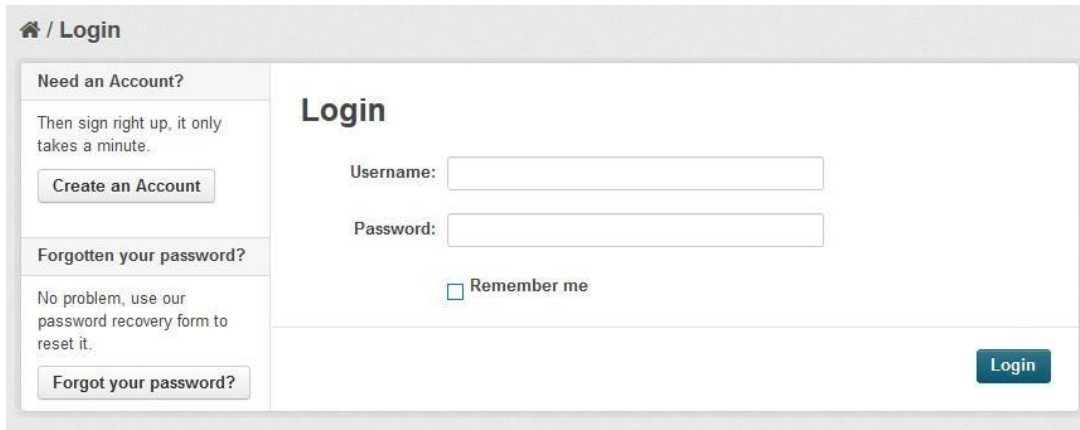 / Login
Need an Account?
Then sign right up, it only
takes a minute.
Create an Account
Forgotten your password?
No problem, use our
password recovery form to
reset it.
Forgot your password?
Login
Username:
Password:
Remember me
Login